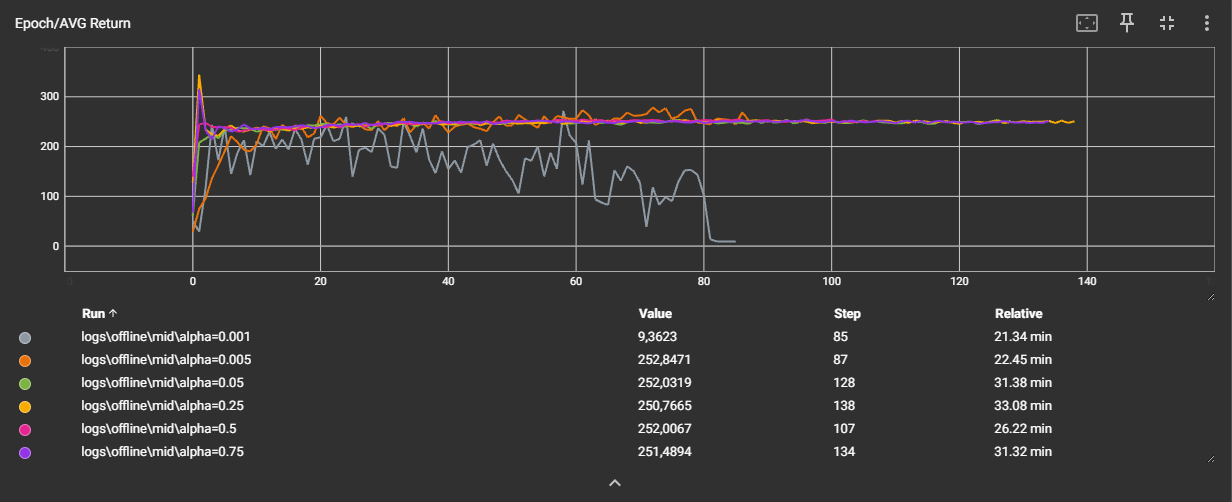 Epoch/AVG Return
300
200
100
0
0 20 40 60 80 100 120 140
Run Value Step Relative
logs\offline\mid\alpha=0.001 9,3623 85 21.34 min
logs\offline\mid\alpha=0.005 252,8471 87 22.45 min
logs\offline\mid\alpha=0.05 252,0319 128 31.38 min
logs\offline\mid\alpha=0.25 250,7665 138 33.08 min
logs\offline\mid\alpha=0.5 252,0067 107 26.22 min
logs\offline\mid\alpha=0.75 251,4894 134 31.32 min